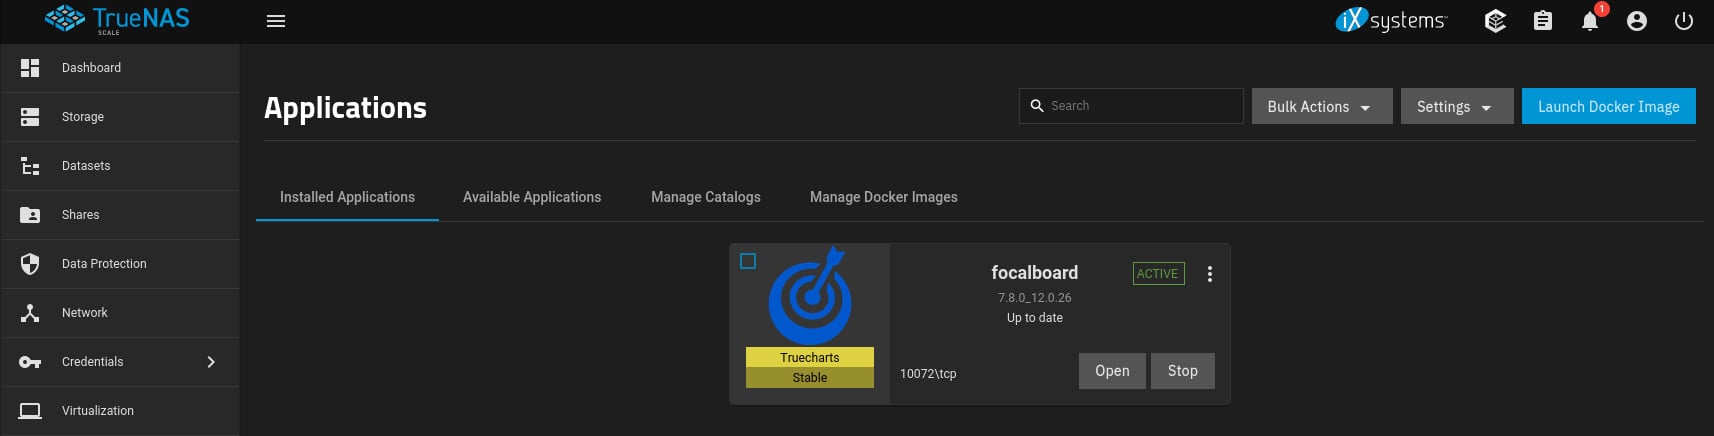 TrueNAS
SCALE
iX systems
1
Dashboard
Storage
Datasets
Shares
Data Protection
Network
Credentials
Virtualization
Applications
Search
Bulk Actions
Settings
Launch Docker Image
Installed Applications
Available Applications
Manage Catalogs
Manage Docker Images
focalboard
ACTIVE
7.8.0_12.0.26
Up to date
Truecharts
Stable
10072\tcp
Open
Stop